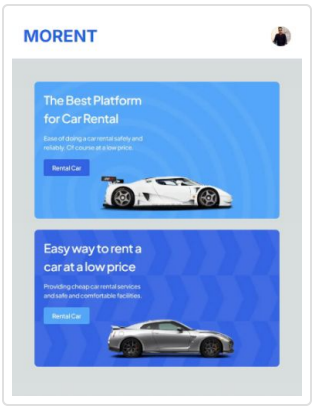 MORENT
The Best Platform
for Car Rental
Ease of doing a car rental safely and
reliably. Of course at a low price.
Rental Car
Easy way to rent a
car at a low price
Providing cheap car rental services
and safe and comfortable facilities.
Rental Car